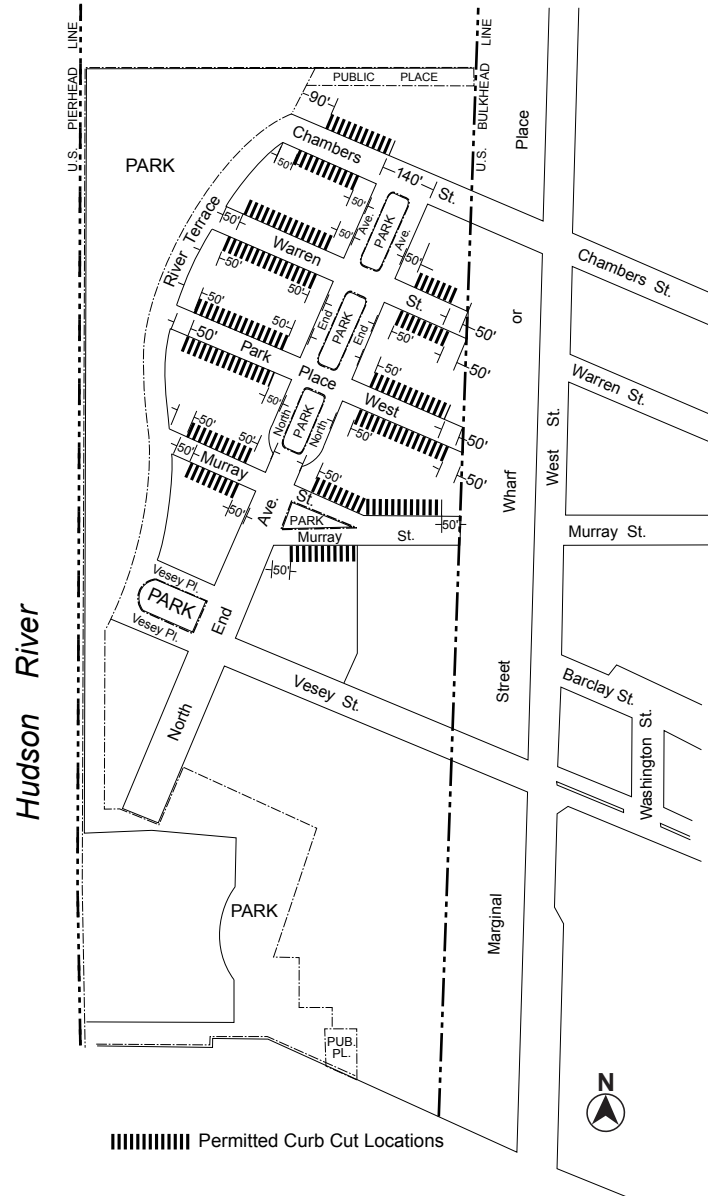 U.S. PIERHEAD LINE
U.S. BULKHEAD LINE
PUBLIC PLACE
90'
PARK
Chambers St.
140'
50'
50'
50'
50'
Ave.
PARK
Ave.
50'
River Terrace
Warren St.
50'
50'
50'
50'
50'
50'
End
PARK
End
50'
50'
Park Place West
50'
50'
North
PARK
North
50'
50'
50'
50'
50'
Murray St.
50'
50'
50'
50'
Ave.
PARK
Murray St.
50'
50'
Vesey Pl.
PARK
Vesey Pl.
End
North
Vesey St.
Hudson River
Marginal Street Wharf or Place
West St.
Chambers St.
Warren St.
Murray St.
Barclay St.
Washington St.
PARK
PUB.
PL.
N
Permitted Curb Cut Locations